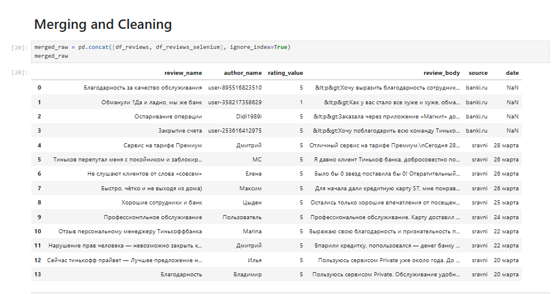 Merging and Cleaning
[20]: merged_raw = pd.concat([df_reviews, df_reviews_selenium], ignore_index=True)
merged_raw
[20]:
review_name author_name rating_value review_body source date
0 Благодарность за качество обслуживания user-895516823510 5 &lt;p&gt;Хочу выразить благодарность сотрудник... banki.ru NaN
1 Обманули ?Да и ладно, мы же банк user-358217358629 1 &lt;p&gt;Как у вас стало все хуже и хуже, обма... banki.ru NaN
2 Оспаривание операции Didi1989i 5 &lt;p&gt;Заказала через приложение «Магнит» до... banki.ru NaN
3 Закрытие счета user-253616412975 5 &lt;p&gt;Хочу поблагодарить всю команду Тинько... banki.ru NaN
4 Сервис на тарифе Премиум Дмитрий 5 Отличный сервис на тарифе Премиум.\nСегодня 28... sravni 28 марта
5 Тиньков перепутал меня с покойником и заблокир... МС 5 Я давно клиент Тинькоф банка, добросовестно по... sravni 26 марта
6 Не слушают клиентов от слова «совсем» Елена 5 Было бы 0 звезд поставила бы 0! Отвратительный... sravni 26 марта
7 Быстро, чётко и не выходя из дома) Максим 5 Для начала дали кредитную карту 57, мне понрав... sravni 26 марта
8 Хорошие сотрудники и банк Цыден 5 Остались только хорошие впечатления от посещен... sravni 25 марта
9 Профессиональное обслуживание Пользователь 5 Профессиональное обслуживание. Карту доставил ... sravni 24 марта
10 Отзыв персональному менеджеру Тинькоффбанка Marina 5 Выражаю свою благодарность и признательность п... sravni 22 марта
11 Нарушение прав человека — невозможно закрыть к... Дмитрий 5 Впарили кредитку, попользовался — денег банку ... sravni 22 марта
12 Сейчас тинькофф прайвет — Лучшее предложение н... Илья 5 Пользуюсь сервисом Private уже около года. До ... sravni 20 марта
13 Благодарность Владимир 5 Пользуюсь сервисом Private. Обслуживание удобн... sravni 20 марта